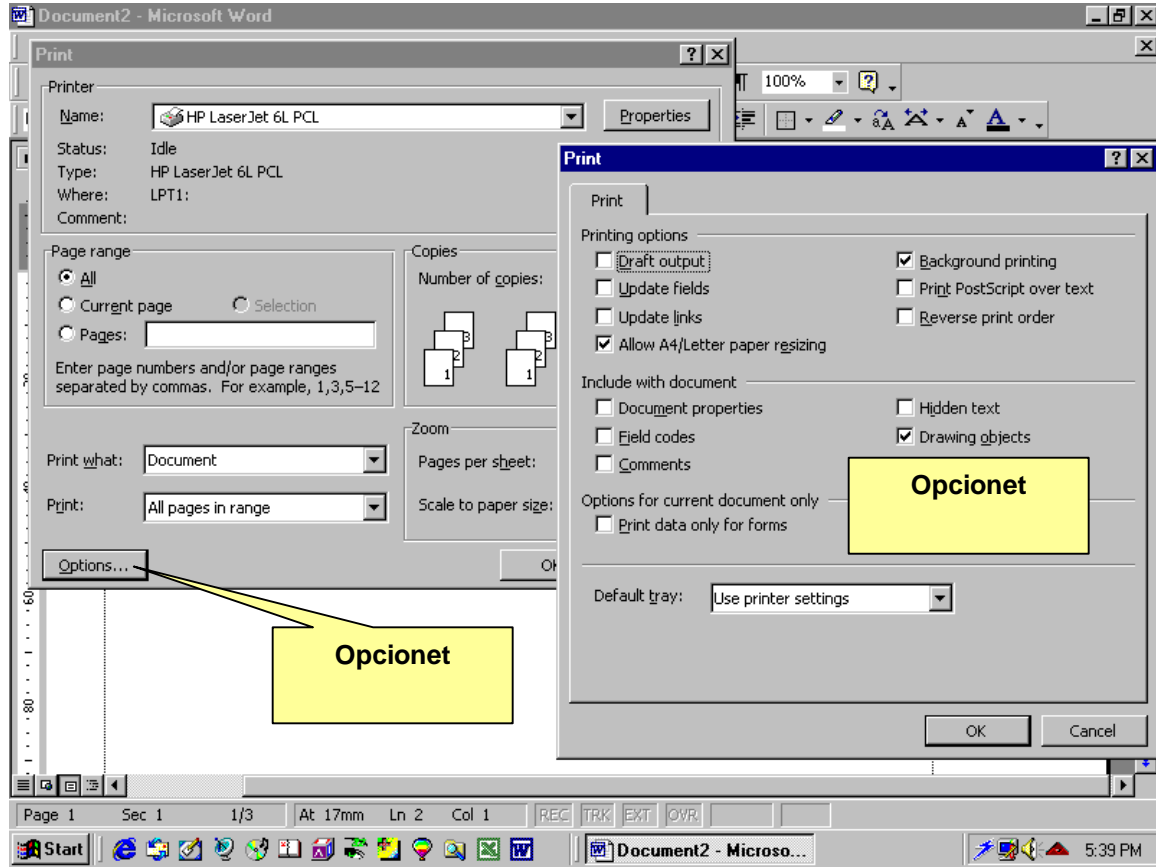 Document2 - Microsoft Word
Print
Printer
Name: HP LaserJet 6L PCL Properties
Status: Idle
Type: HP LaserJet 6L PCL
Where: LPT1:
Comment:
Page range
All
Current page Selection
Pages:
Enter page numbers and/or page ranges
separated by commas. For example, 1,3,5–12
Copies
Number of copies:
1 2 3
1 2 3
Print what: Document
Print: All pages in range
Zoom
Pages per sheet:
Scale to paper size:
Options...
Opcionet
100%
Print
Print
Printing options
Draft output Background printing
Update fields Print PostScript over text
Update links Reverse print order
Allow A4/Letter paper resizing
Include with document
Document properties Hidden text
Field codes Drawing objects
Comments
Opcionet
Options for current document only
Print data only for forms
Default tray: Use printer settings
OK Cancel
Page 1 Sec 1 1/3 At 17mm Ln 2 Col 1 REC TRK EXT OVR
Start Document2 - Microso... 5:39 PM